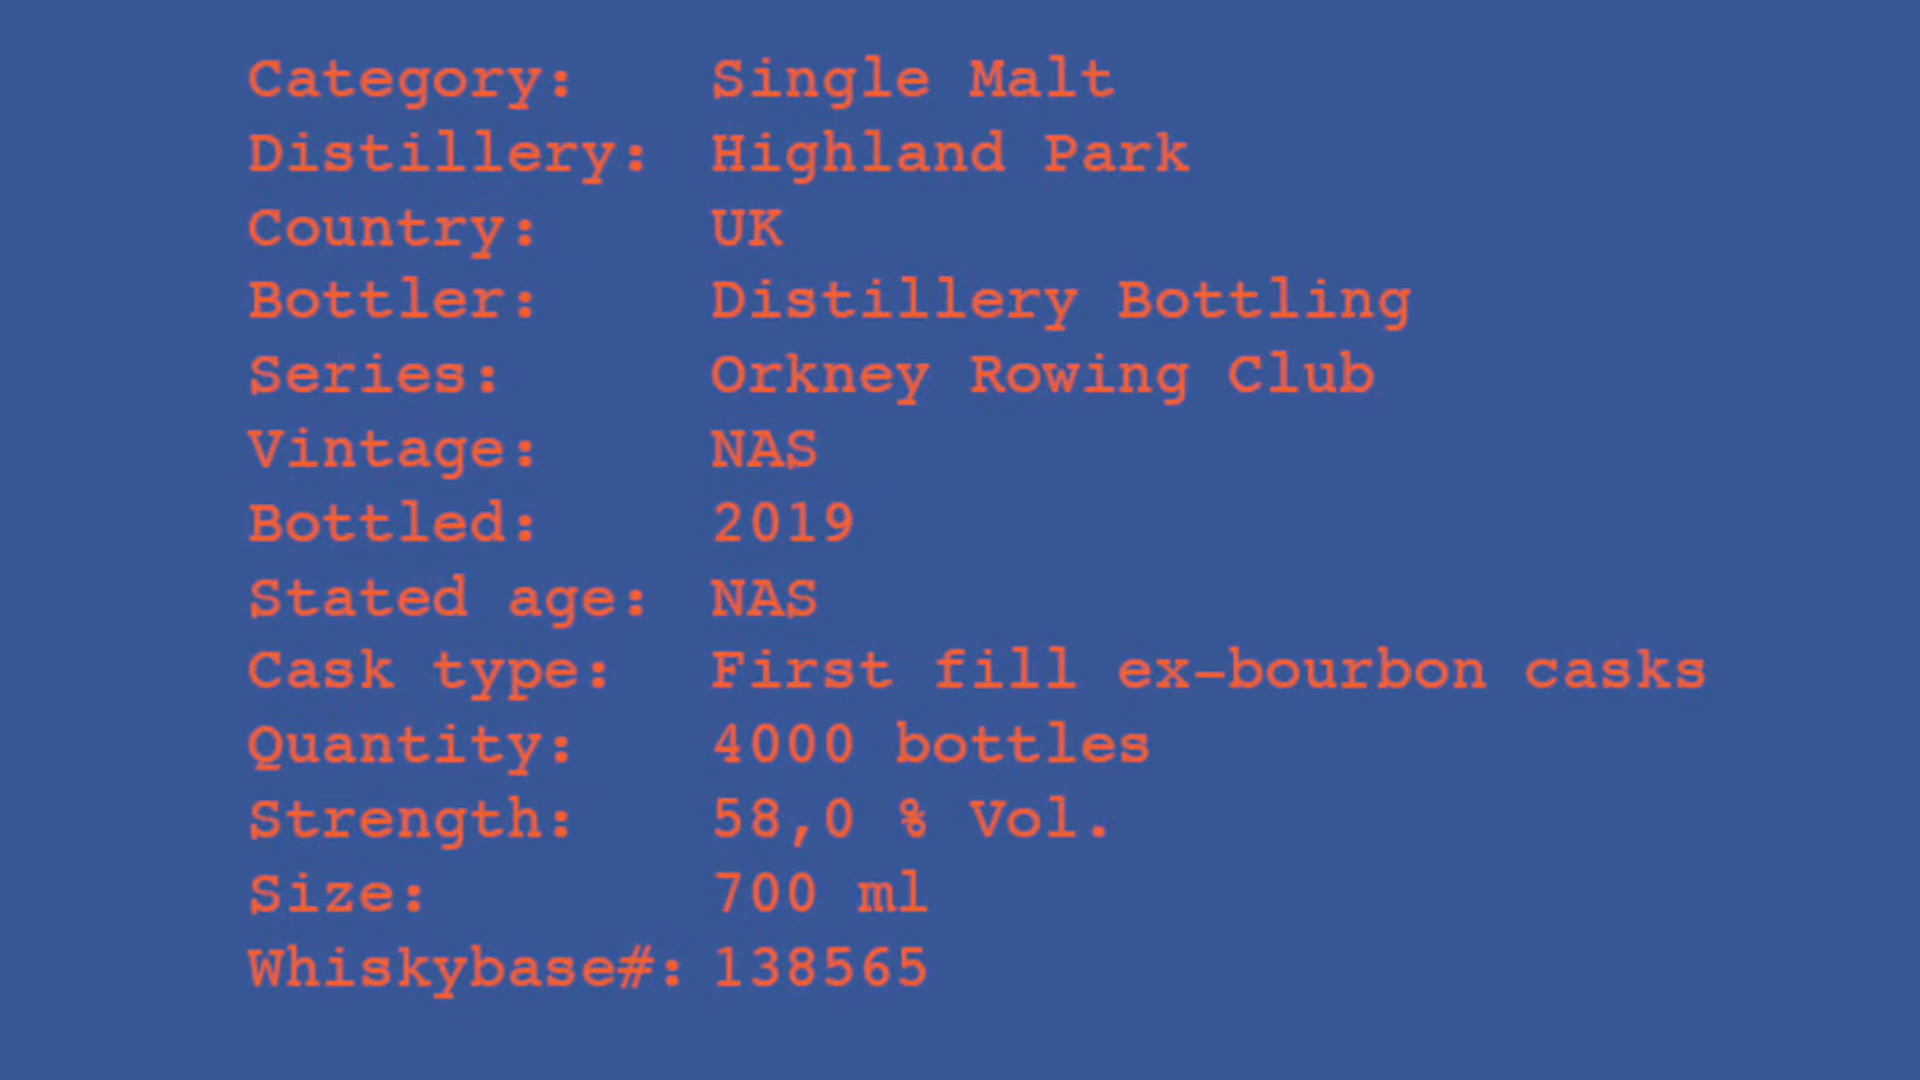 Category: Single Malt
Distillery: Highland Park
Country: UK
Bottler: Distillery Bottling
Series: Orkney Rowing Club
Vintage: NAS
Bottled: 2019
Stated age: NAS
Cask type: First fill ex-bourbon casks
Quantity: 4000 bottles
Strength: 58,0 % Vol.
Size: 700 ml
Whiskybase#: 138565